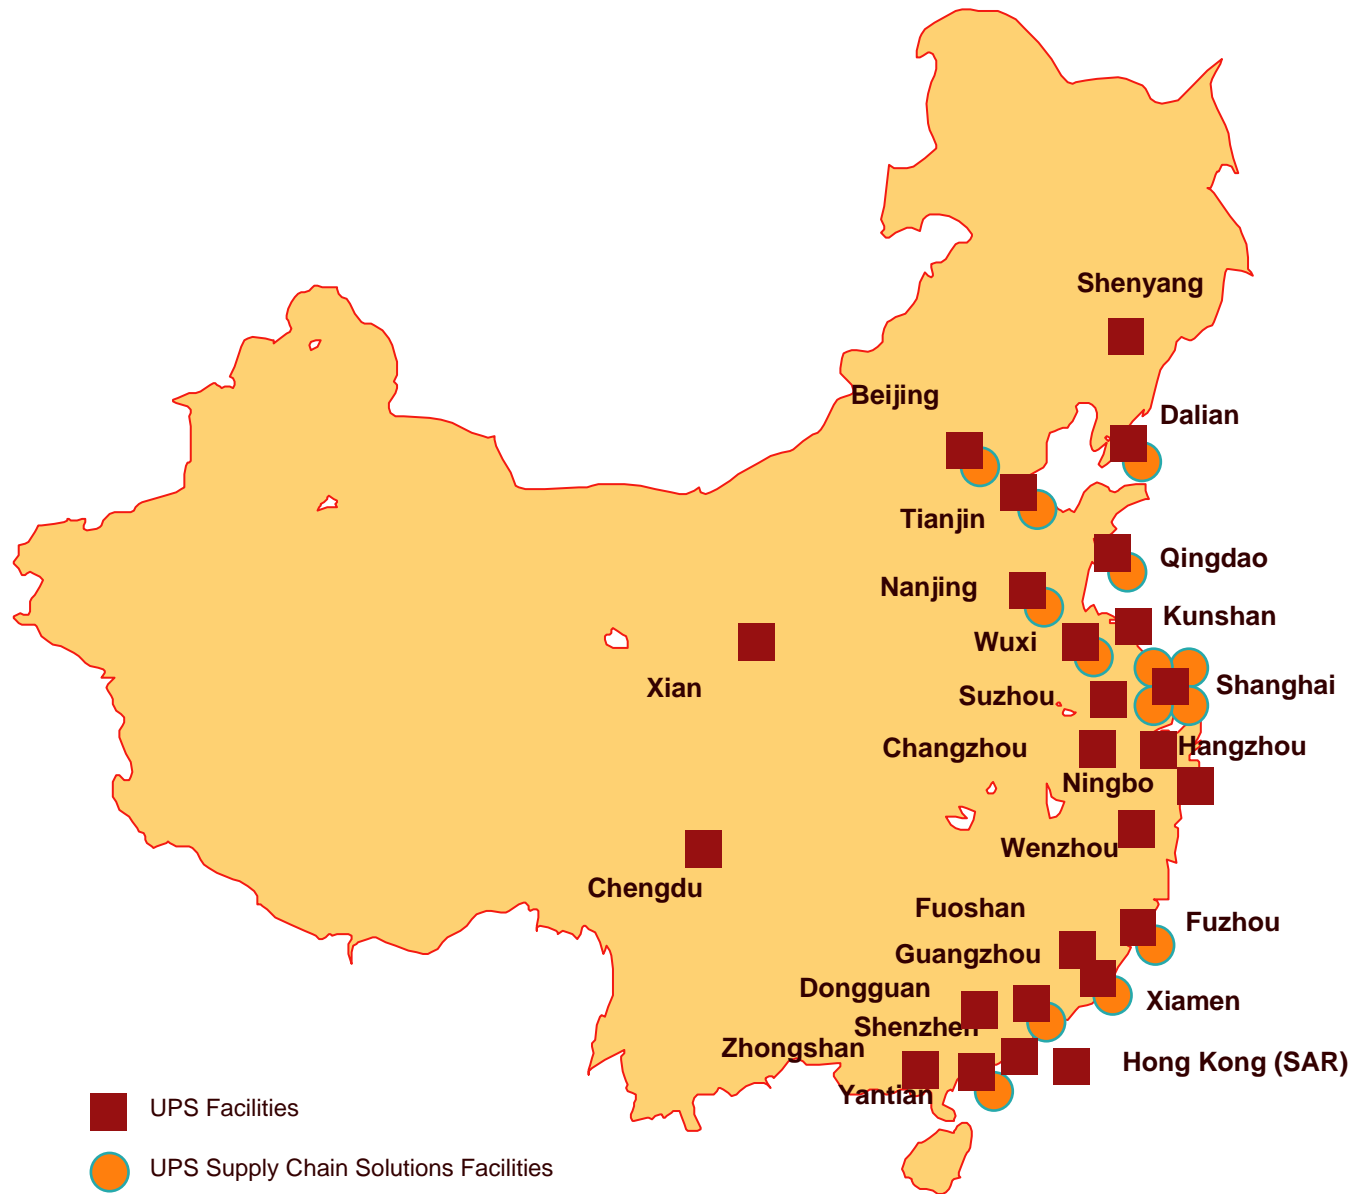 Shenyang
Beijing
Dalian
Tianjin
Qingdao
Nanjing
Kunshan
Wuxi
Xian
Shanghai
Suzhou
Changzhou
Hangzhou
Ningbo
Wenzhou
Chengdu
Fuoshan
Fuzhou
Guangzhou
Dongguan
Xiamen
Shenzhen
Zhongshan
Hong Kong (SAR)
Yantian
UPS Facilities
UPS Supply Chain Solutions Facilities